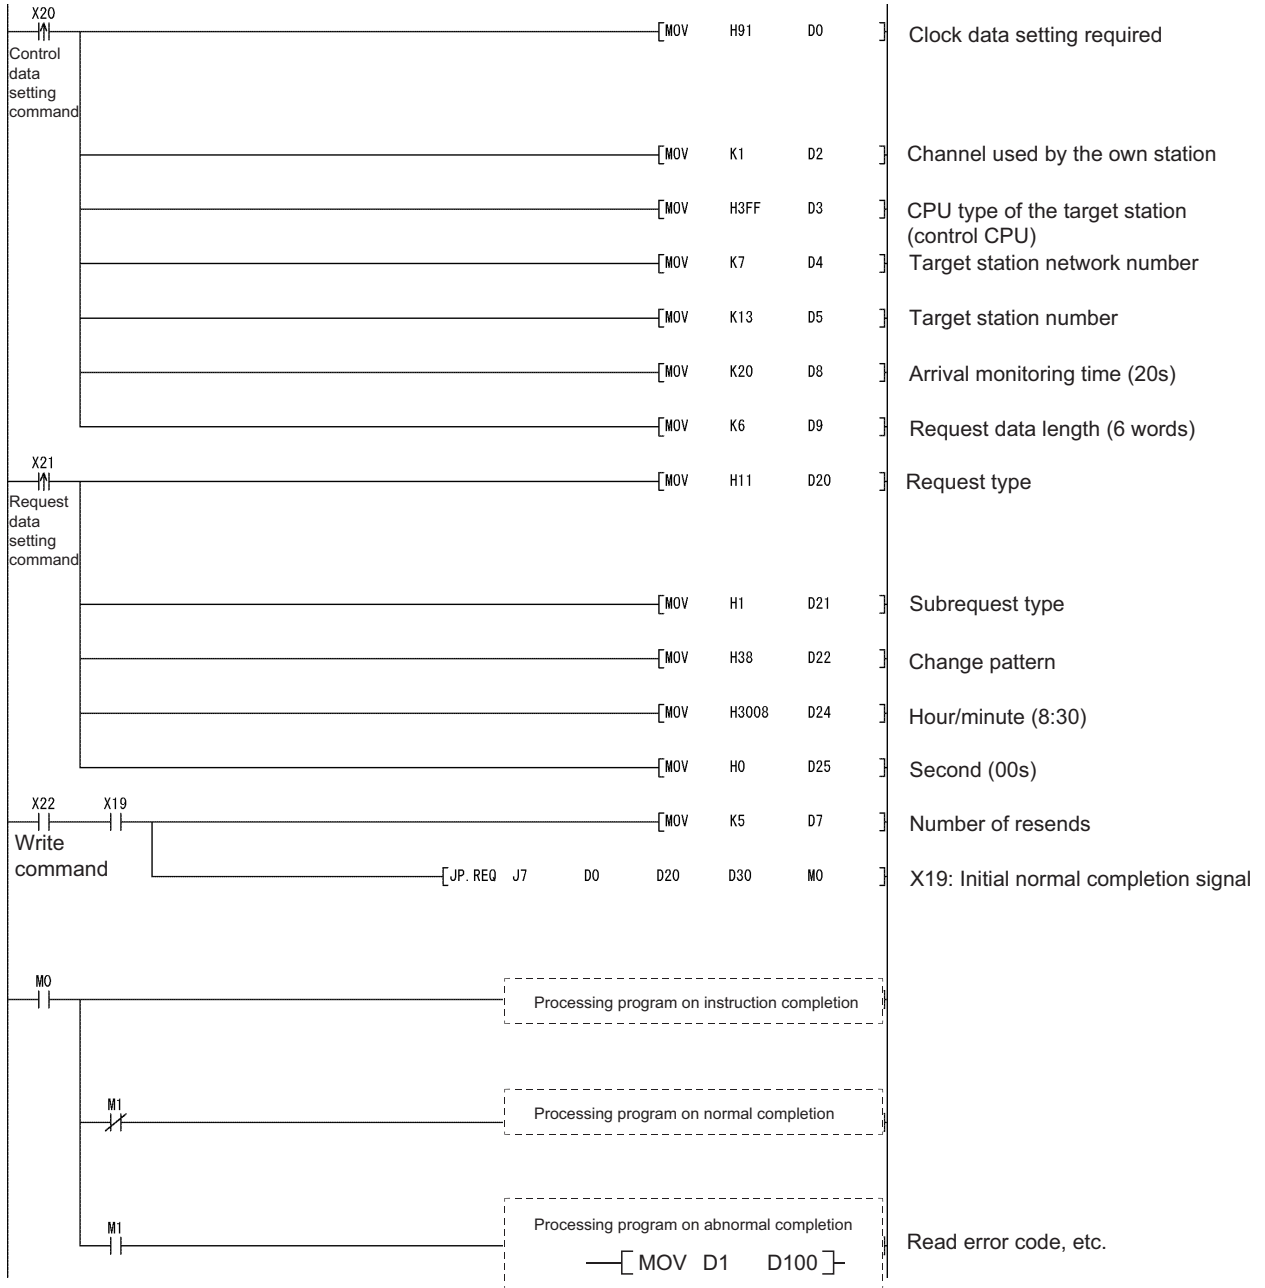 X20
[MOV H91 D0 ] Clock data setting required
Control
data
setting
command
[MOV K1 D2 ] Channel used by the own station
[MOV H3FF D3 ] CPU type of the target station
(control CPU)
[MOV K7 D4 ] Target station network number
[MOV K13 D5 ] Target station number
[MOV K20 D8 ] Arrival monitoring time (20s)
[MOV K6 D9 ] Request data length (6 words)
X21
[MOV H11 D20 ] Request type
Request
data
setting
command
[MOV H1 D21 ] Subrequest type
[MOV H38 D22 ] Change pattern
[MOV H3008 D24 ] Hour/minute (8:30)
[MOV H0 D25 ] Second (00s)
X22 X19
[MOV K5 D7 ] Number of resends
Write
command
[JP.REQ J7 D0 D20 D30 M0 ] X19: Initial normal completion signal
M0
Processing program on instruction completion
M1
Processing program on normal completion
M1
Processing program on abnormal completion
[ MOV D1 D100 ] Read error code, etc.